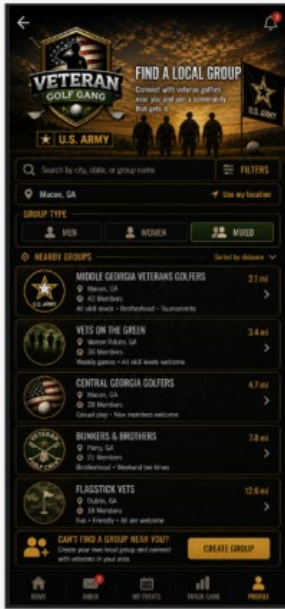 VETERAN
GOLF GANG
U.S. ARMY
FIND A LOCAL GROUP
Connect with veteran golfers
near you and join a community
that gets it.
Search by city, state, or group name
FILTERS
Macon, GA
Use my location
GROUP TYPE
MEN
WOMEN
MIXED
NEARBY GROUPS
Sorted by distance
MIDDLE GEORGIA VETERANS GOLFERS
2.1 mi
Macon, GA
42 Members
All skill levels • Brotherhood • Tournaments
U.S. ARMY
VETS ON THE GREEN
3.4 mi
Warner Robins, GA
36 Members
Weekly games • All skill levels welcome
CENTRAL GEORGIA GOLFERS
4.7 mi
Macon, GA
28 Members
Casual play • New members welcome
BUNKERS & BROTHERS
7.8 mi
Perry, GA
21 Members
Brotherhood • Weekend tee times
VETERAN
FLAGSTICK VETS
12.6 mi
Dublin, GA
18 Members
Fun • Friendly • All are welcome
CAN'T FIND A GROUP NEAR YOU?
Create your own local group and connect
with veterans in your area.
CREATE GROUP
HOME
INBOX
MY EVENTS
TRACK GAME
PROFILE